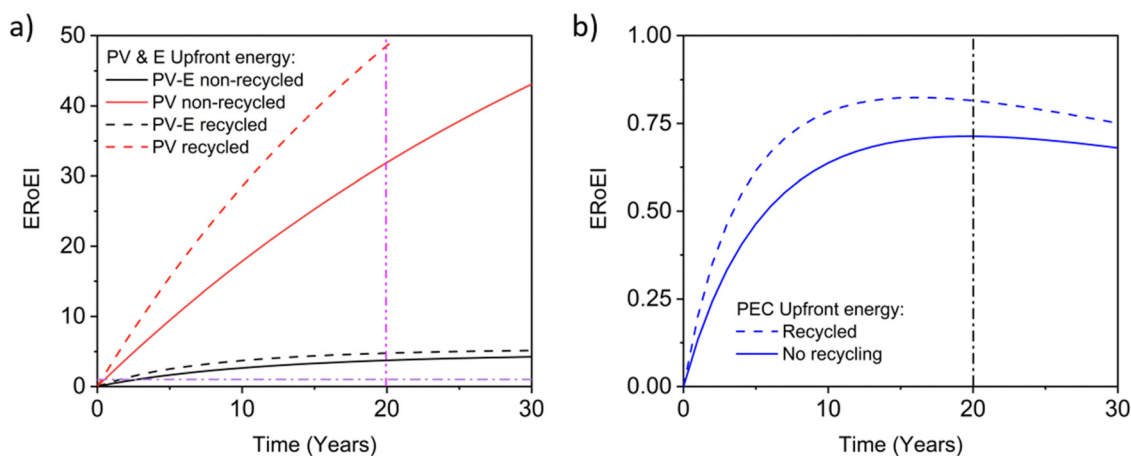 a)
50
40
30
20
10
0
ERoEI
PV & E Upfront energy:
PV-E non-recycled
PV non-recycled
PV-E recycled
PV recycled
0
10
20
30
Time (Years)
b)
1.00
0.75
0.50
0.25
0.00
ERoEI
PEC Upfront energy:
Recycled
No recycling
0
10
20
30
Time (Years)